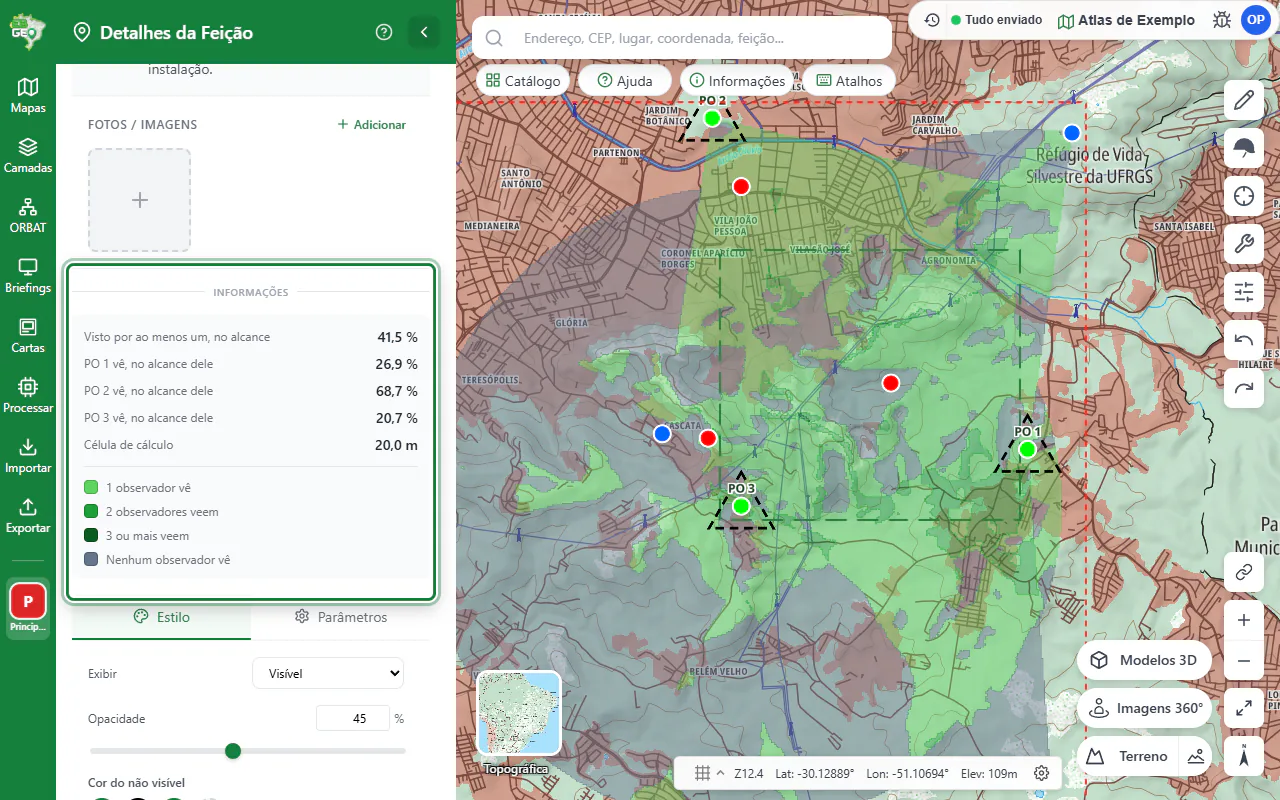 EB
GEO
Detalhes da Feição
Mapas
Camadas
ORBAT
Briefings
Cartas
Processar
Importar
Exportar
P
Princip...
instalação.
FOTOS / IMAGENS
Adicionar
INFORMAÇÕES
Visto por ao menos um, no alcance 41,5 %
PO 1 vê, no alcance dele 26,9 %
PO 2 vê, no alcance dele 68,7 %
PO 3 vê, no alcance dele 20,7 %
Célula de cálculo 20,0 m
1 observador vê
2 observadores veem
3 ou mais veem
Nenhum observador vê
Estilo
Parâmetros
Exibir
Visível
Opacidade
45 %
Cor do não visível
Endereço, CEP, lugar, coordenada, feição...
Tudo enviado
Atlas de Exemplo
OP
Catálogo
Ajuda
Informações
Atalhos
PO 2
JARDIM
BOTÂNICO
JARDIM
CARVALHO
PARTENON
SANTO
ANTÔNIO
MEDIANEIRA
Refúgio de Vida
Silvestre da UFRGS
SANTA ISABEL
VILA JOÃO
PESSOA
CORONEL APARÍCIO
BORGES
VILA SÃO JOSÉ
AGRONOMIA
GLÓRIA
TERESÓPOLIS
CASCATA
HILAIRE
PO 1
PO 3
BELÉM VELHO
Pa
Munic
Modelos 3D
Imagens 360°
Terreno
Topográfica
Z12.4 Lat: -30.12889° Lon: -51.10694° Elev: 109m
N